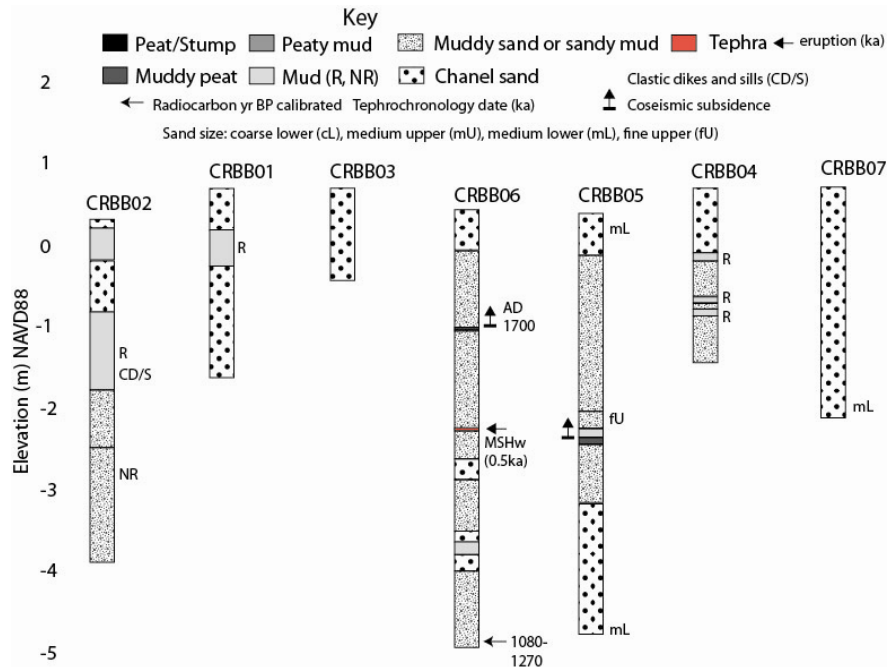 Key
Peat/Stump Peaty mud Muddy sand or sandy mud Tephra eruption (ka)
Muddy peat Mud (R, NR) Chanel sand Clastic dikes and sills (CD/S)
Radiocarbon yr BP calibrated Tephrochronology date (ka) Coseismic subsidence
Sand size: coarse lower (cL), medium upper (mU), medium lower (mL), fine upper (fU)
Elevation (m) NAVD88
2
1
0
-1
-2
-3
-4
-5
CRBB02
R
CD/S
NR
CRBB01
R
CRBB03
CRBB06
AD
1700
MSHw
(0.5ka)
1080-
1270
CRBB05
mL
fU
mL
CRBB04
R
R
R
CRBB07
mL